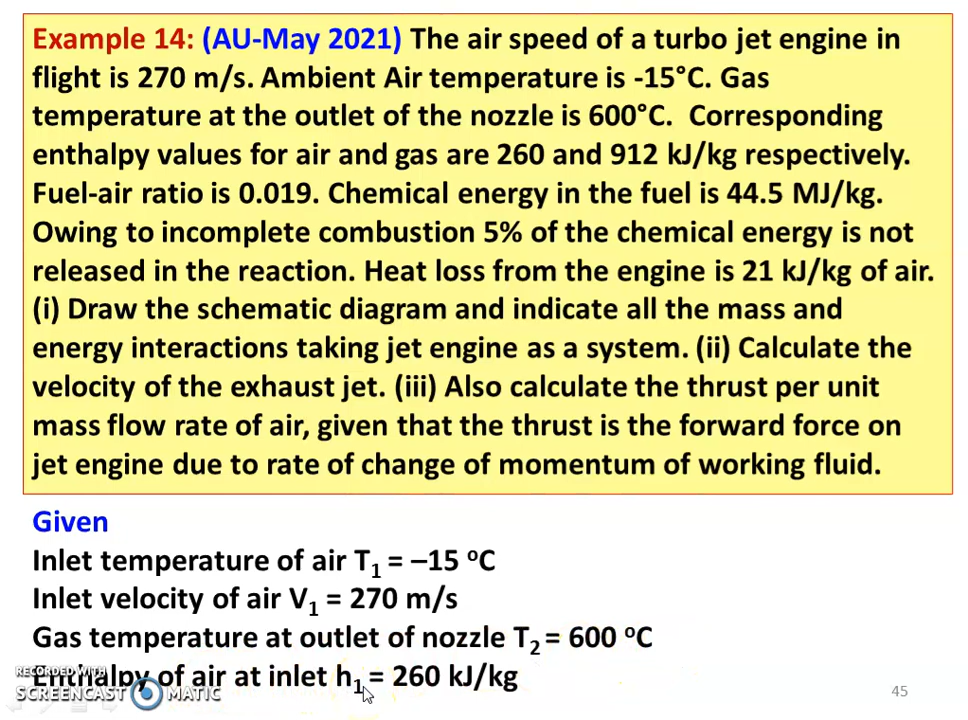 Example 14: (AU-May 2021) The air speed of a turbo jet engine in
flight is 270 m/s. Ambient Air temperature is -15°C. Gas
temperature at the outlet of the nozzle is 600°C. Corresponding
enthalpy values for air and gas are 260 and 912 kJ/kg respectively.
Fuel-air ratio is 0.019. Chemical energy in the fuel is 44.5 MJ/kg.
Owing to incomplete combustion 5% of the chemical energy is not
released in the reaction. Heat loss from the engine is 21 kJ/kg of air.
(i) Draw the schematic diagram and indicate all the mass and
energy interactions taking jet engine as a system. (ii) Calculate the
velocity of the exhaust jet. (iii) Also calculate the thrust per unit
mass flow rate of air, given that the thrust is the forward force on
jet engine due to rate of change of momentum of working fluid.
Given
Inlet temperature of air T₁ = –15 °C
Inlet velocity of air V₁ = 270 m/s
Gas temperature at outlet of nozzle T₂ = 600 °C
Enthalpy of air at inlet h₁ = 260 kJ/kg
RECORDED WITH
SCREENCAST MATIC
45